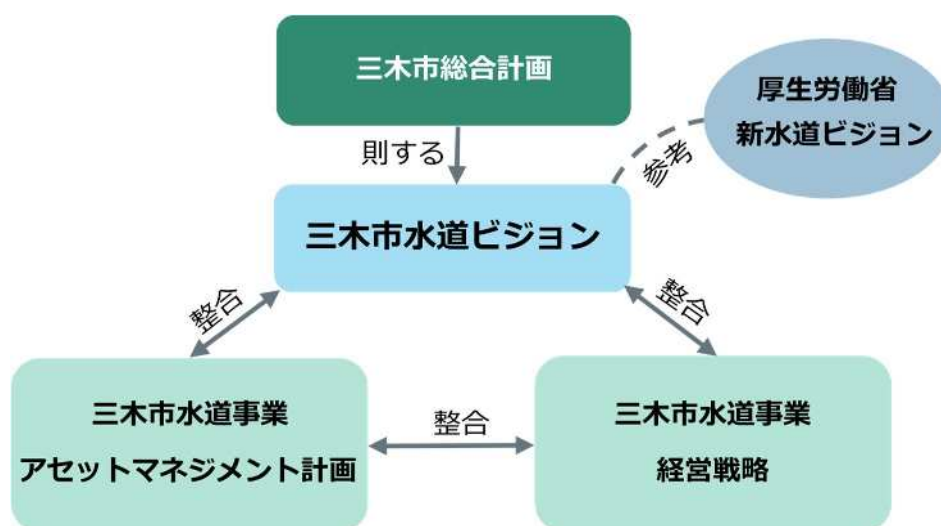 三木市総合計画
厚生労働省
新水道ビジョン
則する
参考
三木市水道ビジョン
整合
整合
三木市水道事業
アセットマネジメント計画
整合
三木市水道事業
経営戦略